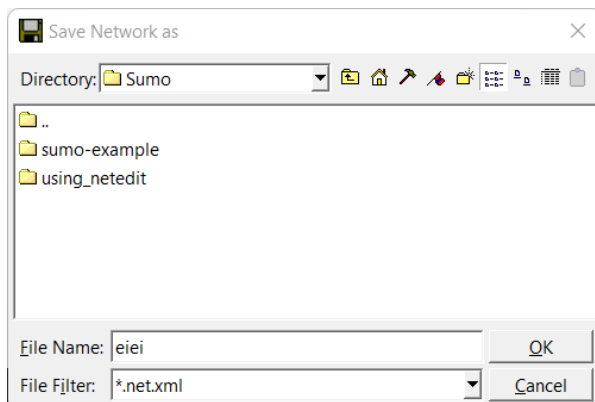 Save Network as
Directory: Sumo
..
sumo-example
using_netedit
File Name: eiei OK
File Filter: *.net.xml Cancel